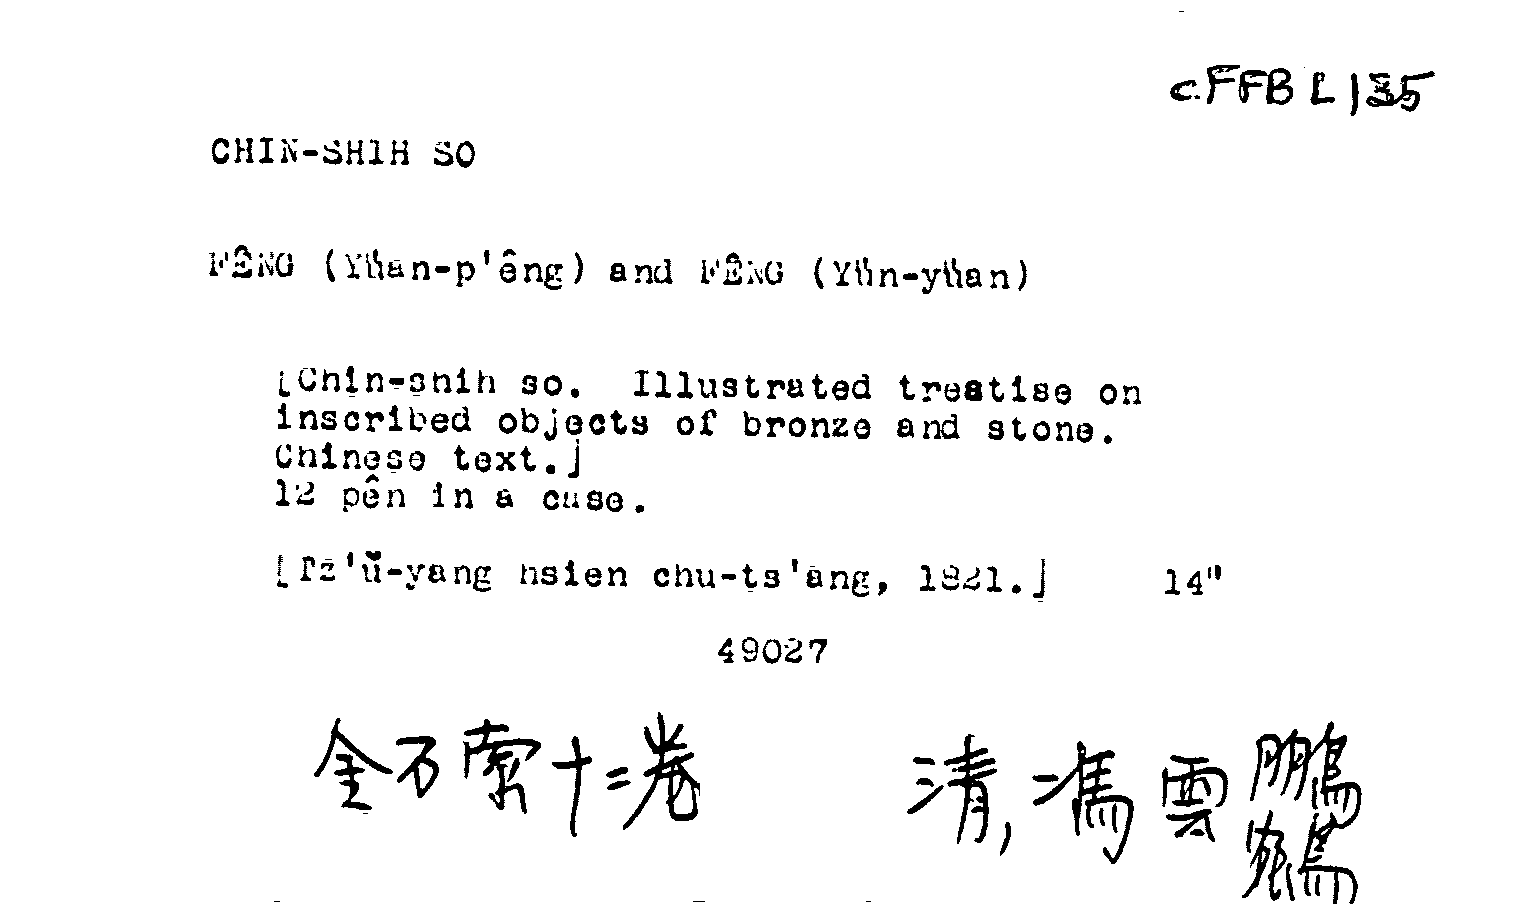 cFFB L135
CHIN-SHIH SO
FÊNG (Yüan-p'êng) and FÊNG (Yün-yüan)
[Chin-shih so. Illustrated treatise on
inscribed objects of bronze and stone.
Chinese text.]
12 pên in a case.
[Tz'ŭ-yang hsien chu-ts'ang, 1821.] 14"
49027
金石索十二卷 清,馮雲鵬
鵷